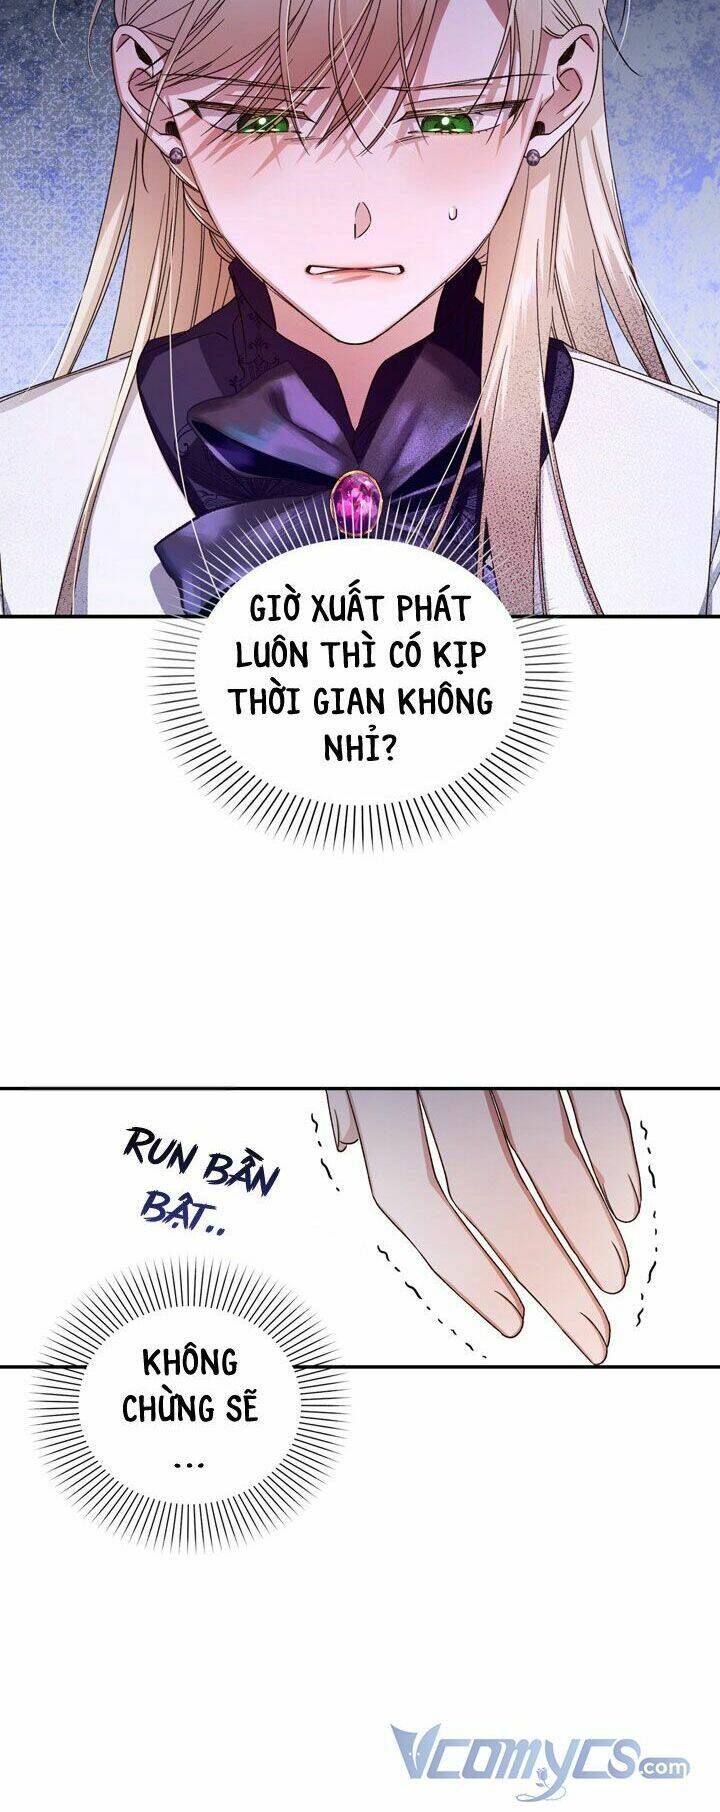 GIỜ XUẤT PHÁT
LUÔN THÌ CÓ KỊP
THỜI GIAN KHÔNG
NHỈ?
RUN BẦN
BẬT..
KHÔNG
CHỪNG SẼ
...
VCOMYCS.com